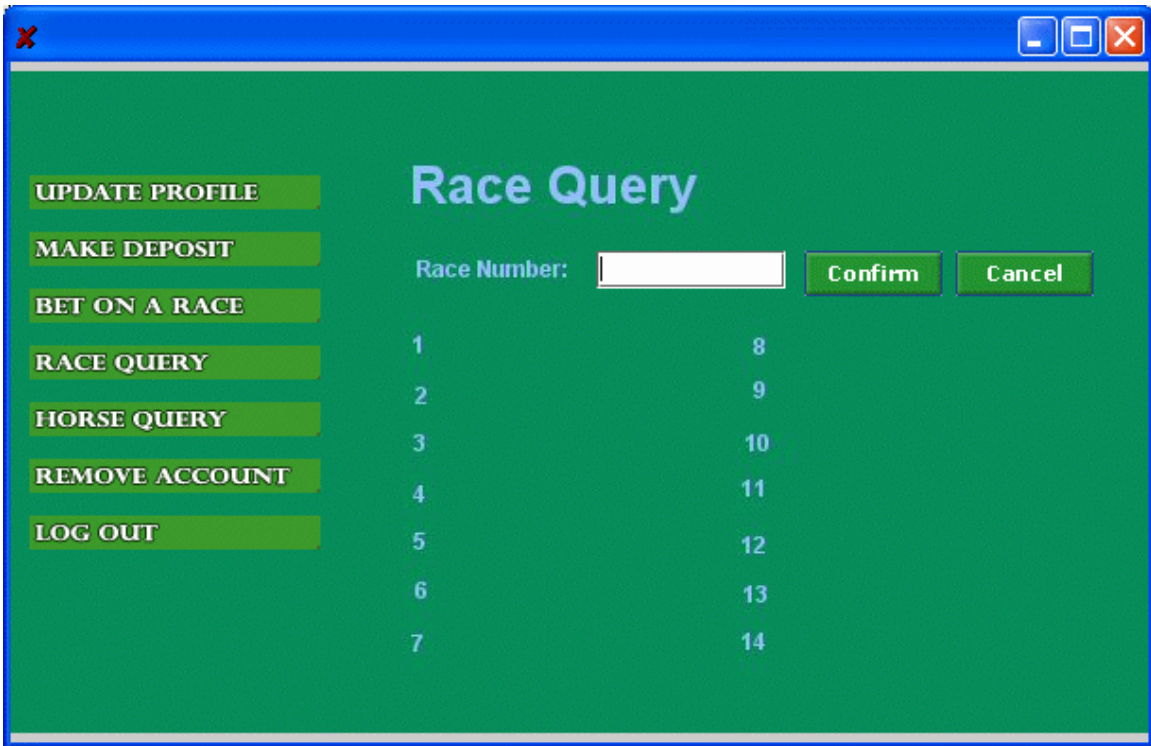 UPDATE PROFILE
MAKE DEPOSIT
BET ON A RACE
RACE QUERY
HORSE QUERY
REMOVE ACCOUNT
LOG OUT
Race Query
Race Number: Confirm Cancel
1 8
2 9
3 10
4 11
5 12
6 13
7 14